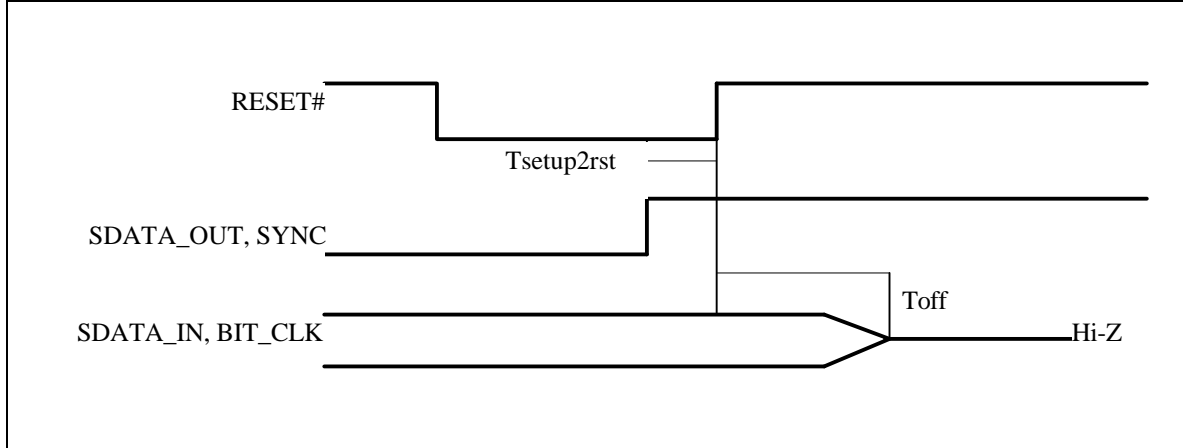 RESET#
Tsetup2rst
SDATA_OUT, SYNC
Toff
SDATA_IN, BIT_CLK
Hi-Z